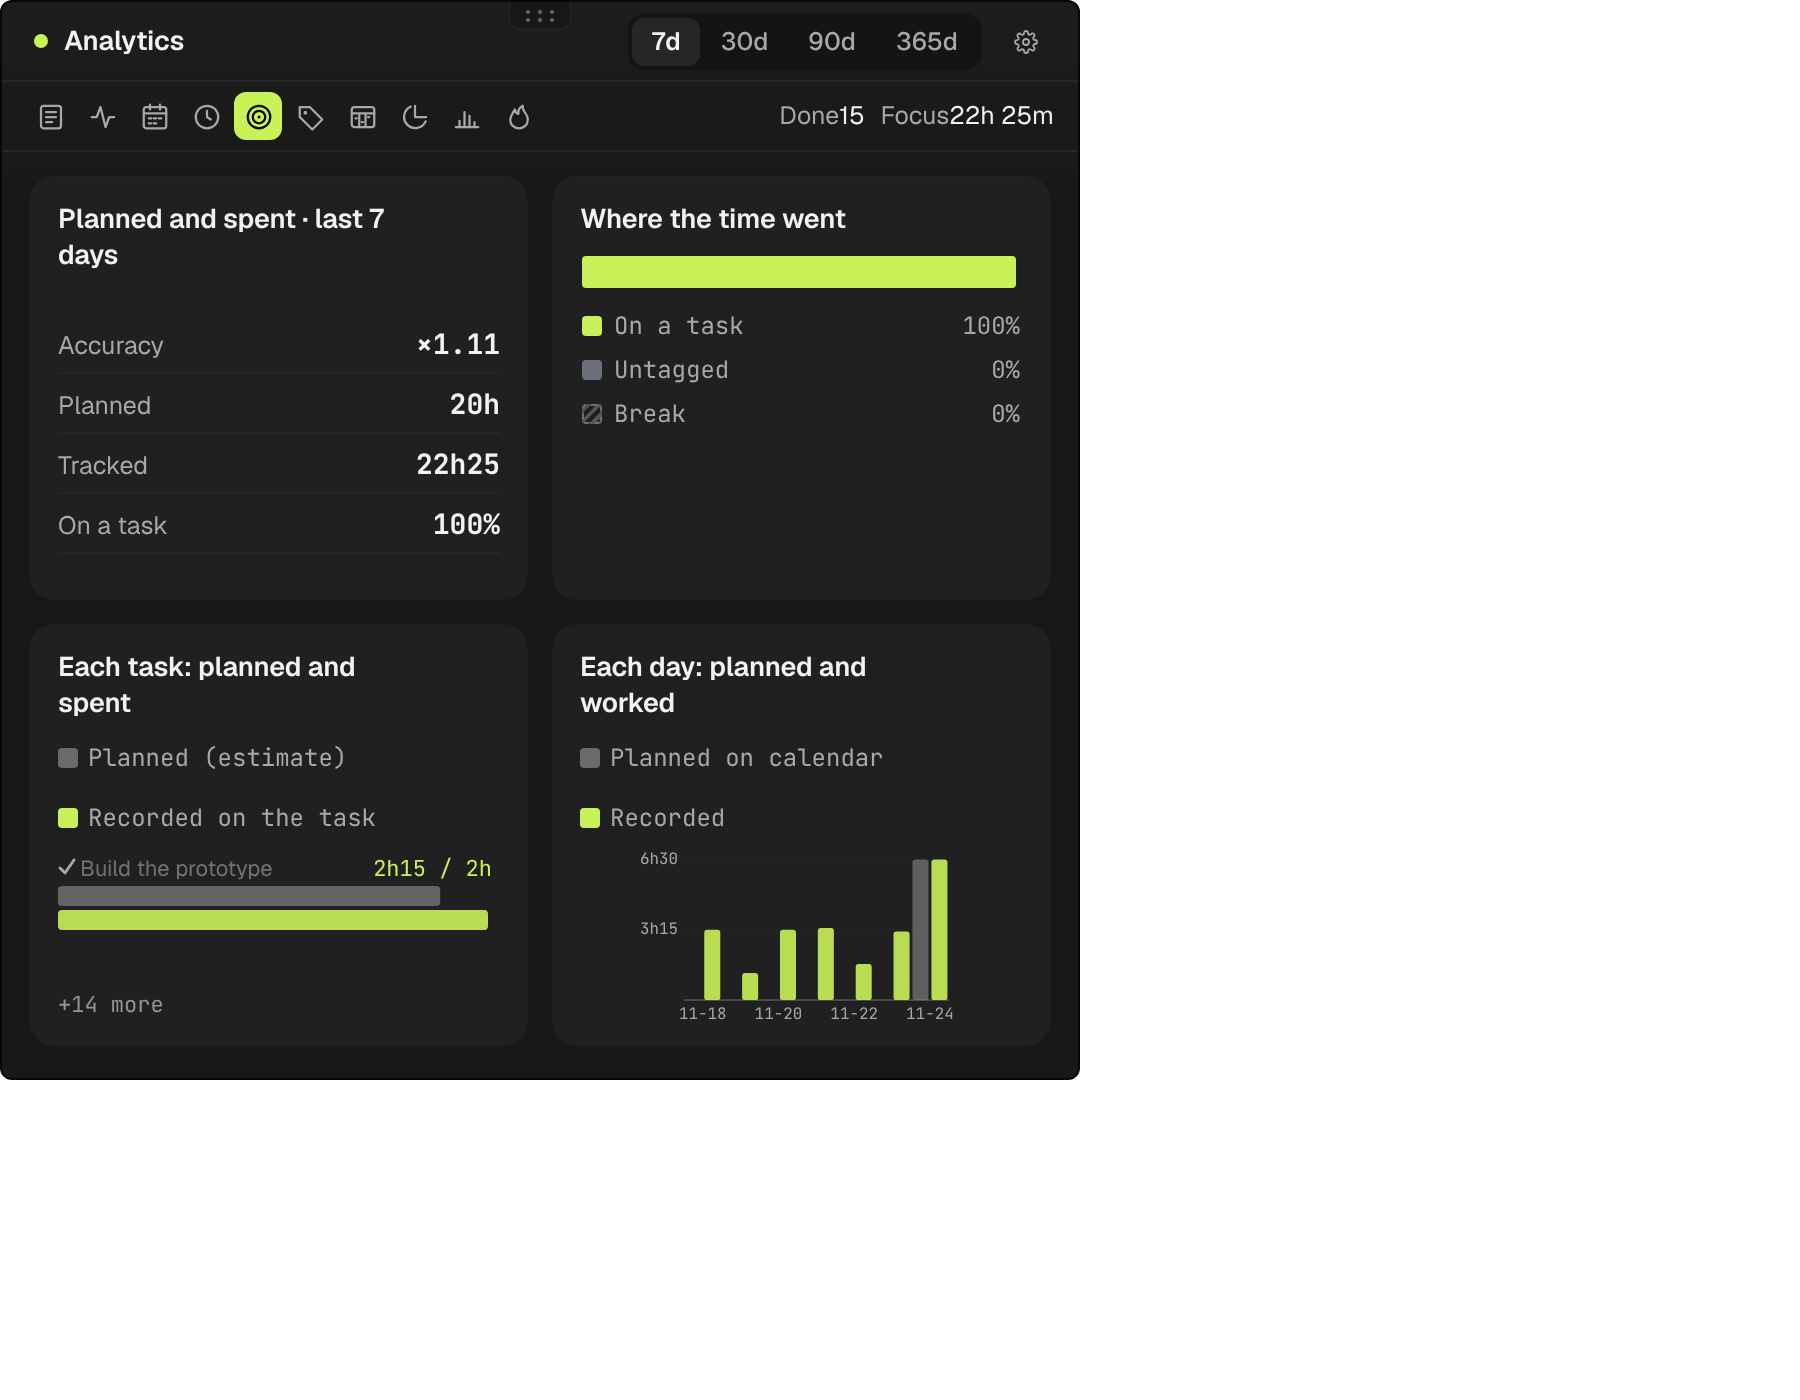 Analytics
7d 30d 90d 365d
Done15 Focus22h 25m
Planned and spent · last 7
days
Accuracy ×1.11
Planned 20h
Tracked 22h25
On a task 100%
Where the time went
On a task 100%
Untagged 0%
Break 0%
Each task: planned and
spent
Planned (estimate)
Recorded on the task
Build the prototype 2h15 / 2h
+14 more
Each day: planned and
worked
Planned on calendar
Recorded
6h30
3h15
11-18 11-20 11-22 11-24